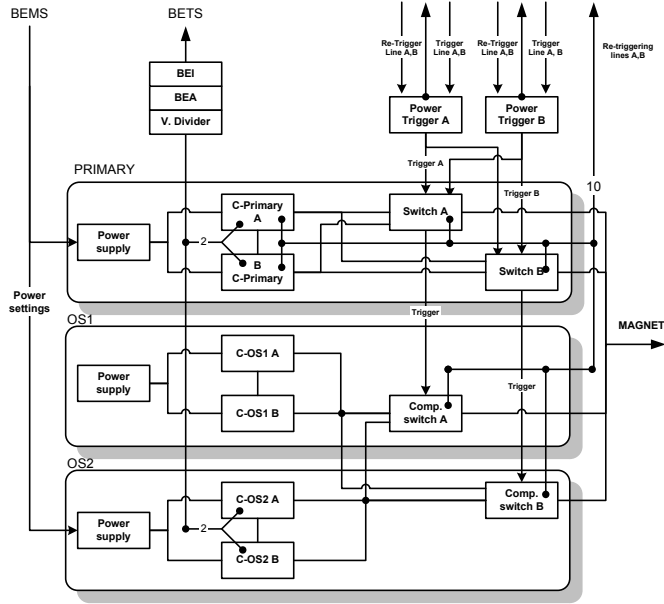 BEMS
BETS
Re-Trigger
Line A,B
Trigger
Line A,B
Re-Trigger
Line A,B
Trigger
Line A,B
Re-triggering
lines A,B
BEI
BEA
V. Divider
Power
Trigger A
Power
Trigger B
PRIMARY
Trigger A
Trigger B
10
C-Primary
A
Switch A
Power
supply
2
B
C-Primary
Switch B
Power
settings
Trigger
MAGNET
OS1
C-OS1 A
Power
supply
Trigger
C-OS1 B
Comp.
switch A
OS2
C-OS2 A
Comp.
switch B
Power
supply
2
C-OS2 B